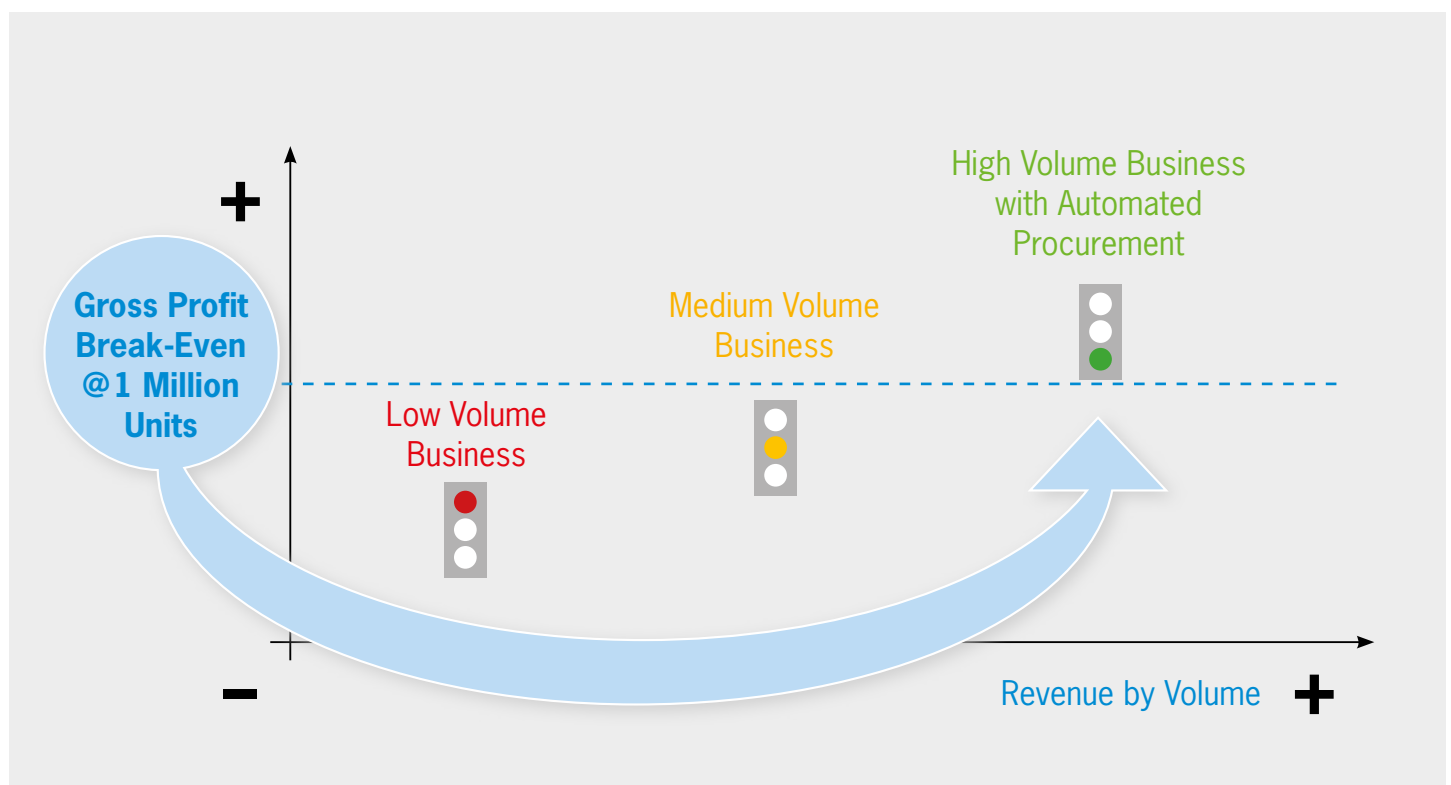 High Volume Business
with Automated
Procurement
+
Gross Profit
Break-Even
@ 1 Million
Units
Medium Volume
Business
Low Volume
Business
−
Revenue by Volume +